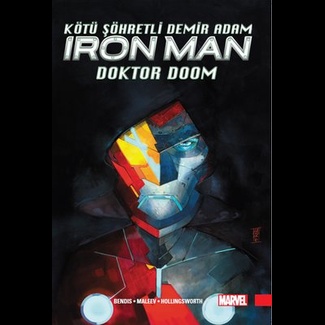 KÖTÜ ŞÖHRETLİ DEMİR ADAM
IRON MAN
DOKTOR DOOM
BENDIS · MALEEV · HOLLINGSWORTH
MARVEL